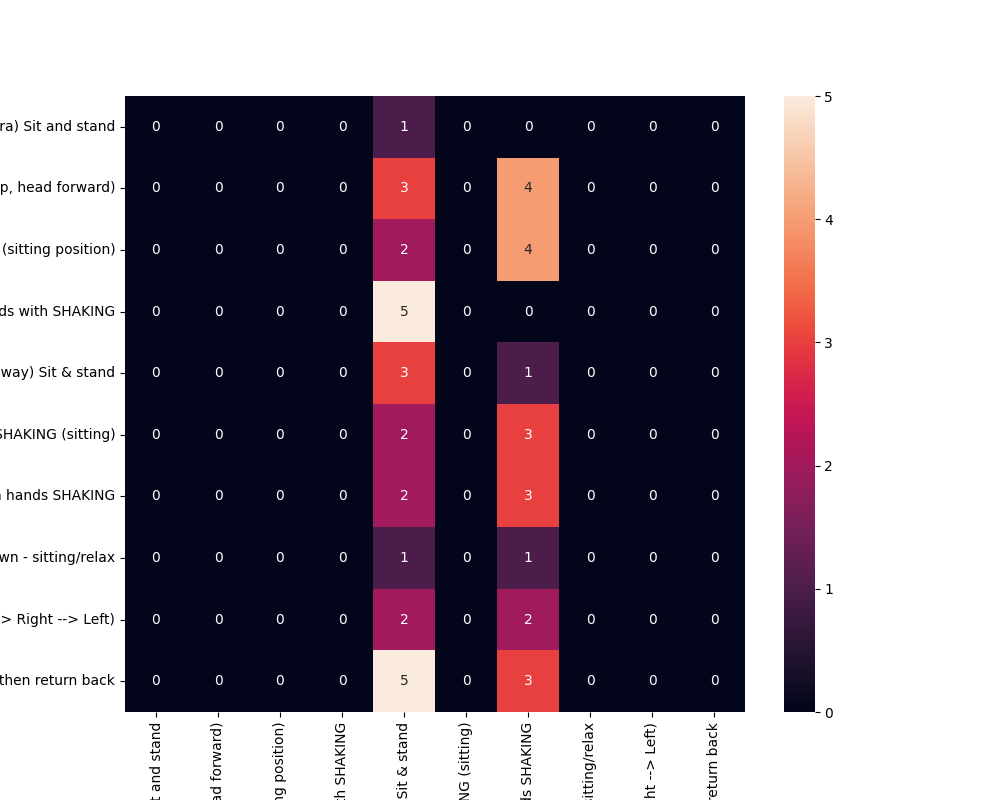 ra) Sit and stand 0 0 0 0 1 0 0 0 0 0
p, head forward) 0 0 0 0 3 0 4 0 0 0
(sitting position) 0 0 0 0 2 0 4 0 0 0
ds with SHAKING 0 0 0 0 5 0 0 0 0 0
way) Sit & stand 0 0 0 0 3 0 1 0 0 0
SHAKING (sitting) 0 0 0 0 2 0 3 0 0 0
hands SHAKING 0 0 0 0 2 0 3 0 0 0
wn - sitting/relax 0 0 0 0 1 0 1 0 0 0
> Right --> Left) 0 0 0 0 2 0 2 0 0 0
then return back 0 0 0 0 5 0 3 0 0 0
t and stand
ad forward)
ng position)
th SHAKING
Sit & stand
NG (sitting)
ds SHAKING
sitting/relax
ht --> Left)
return back
5
4
3
2
1
0